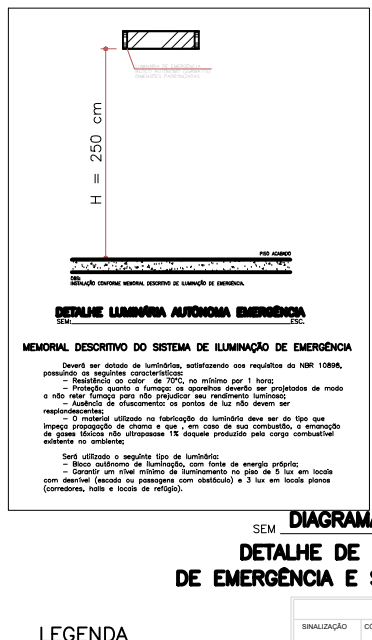 LUMINÁRIA DE EMERGÊNCIA
BLOCO AUTÔNOMO
DIMENSÕES PADRONIZADAS
H = 250 cm
PISO ACABADO
OBS:
INSTALAÇÃO CONFORME MEMORIAL DESCRITIVO DE ILUMINAÇÃO DE EMERGÊNCIA.
DETALHE LUMINÁRIA AUTÔNOMA EMERGÊNCIA
SEM: ESC.
MEMORIAL DESCRITIVO DO SISTEMA DE ILUMINAÇÃO DE EMERGÊNCIA
Deverá ser dotado de luminárias, satisfazendo aos requisitos da NBR 10898,
possuindo as seguintes características:
– Resistência ao calor de 70°C, no mínimo por 1 hora;
– Proteção quanto a fumaça: os aparelhos deverão ser projetados de modo
a não reter fumaça para não prejudicar seu rendimento luminoso;
– Ausência de ofuscamento: os pontos de luz não devem ser
resplandescentes;
– O material utilizado na fabricação da luminária deve ser do tipo que
impeça propagação de chama e que , em caso de sua combustão, a emanação
de gases tóxicos não ultrapasse 1% daquele produzido pela carga combustível
existente no ambiente;
Será utilizado o seguinte tipo de luminária:
– Bloco autônomo de iluminação, com fonte de energia própria;
– Garantir um nível mínimo de iluminamento no piso de 5 lux em locais
com desnível (escada ou passagens com obstáculo) e 3 lux em locais planos
(corredores, halls e locais de refúgio).
SEM DIAGRAMA
DETALHE DE
DE EMERGÊNCIA E
SINALIZAÇÃO
LEGENDA